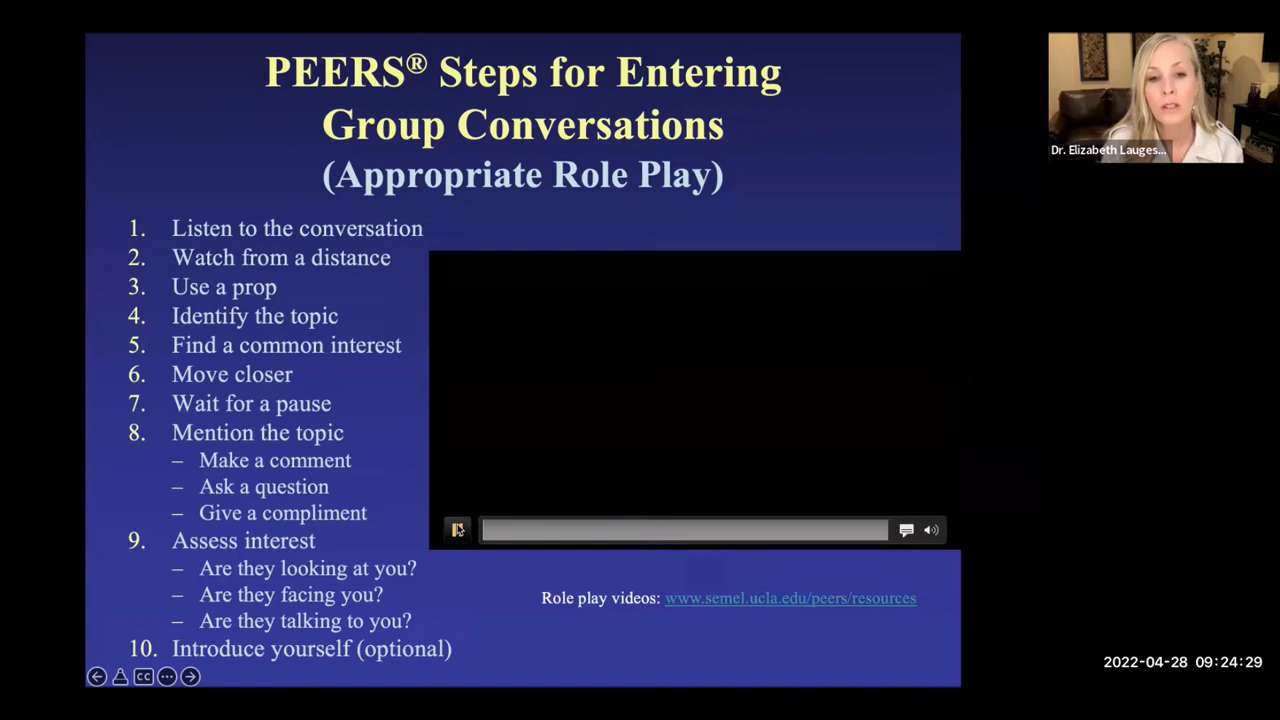 PEERS® Steps for Entering
Group Conversations
(Appropriate Role Play)
1. Listen to the conversation
2. Watch from a distance
3. Use a prop
4. Identify the topic
5. Find a common interest
6. Move closer
7. Wait for a pause
8. Mention the topic
– Make a comment
– Ask a question
– Give a compliment
9. Assess interest
– Are they looking at you?
– Are they facing you?
– Are they talking to you?
10. Introduce yourself (optional)
Role play videos: www.semel.ucla.edu/peers/resources
CC
Dr. Elizabeth Lauges...
2022-04-28 09:24:29